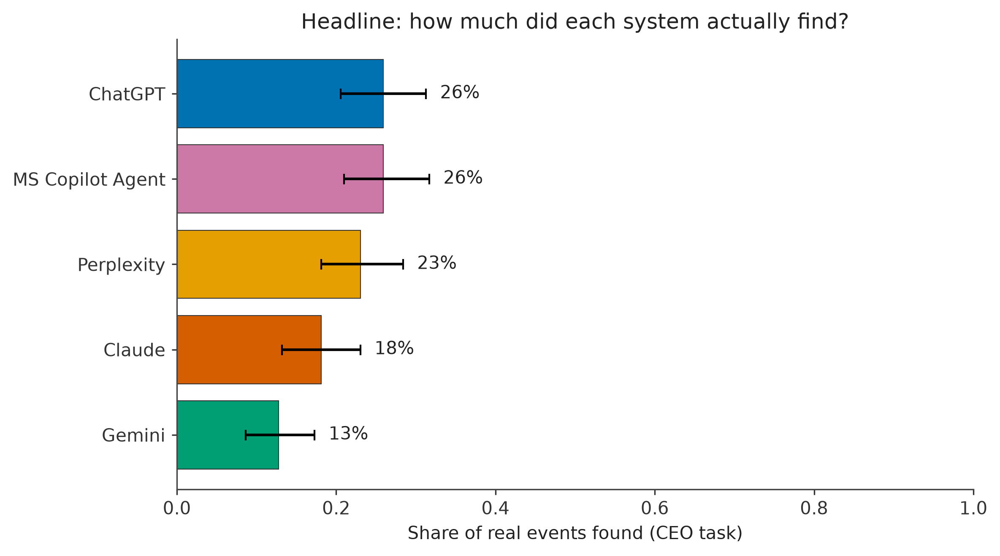 Headline: how much did each system actually find?
ChatGPT
26%
MS Copilot Agent
26%
Perplexity
23%
Claude
18%
Gemini
13%
0.0 0.2 0.4 0.6 0.8 1.0
Share of real events found (CEO task)